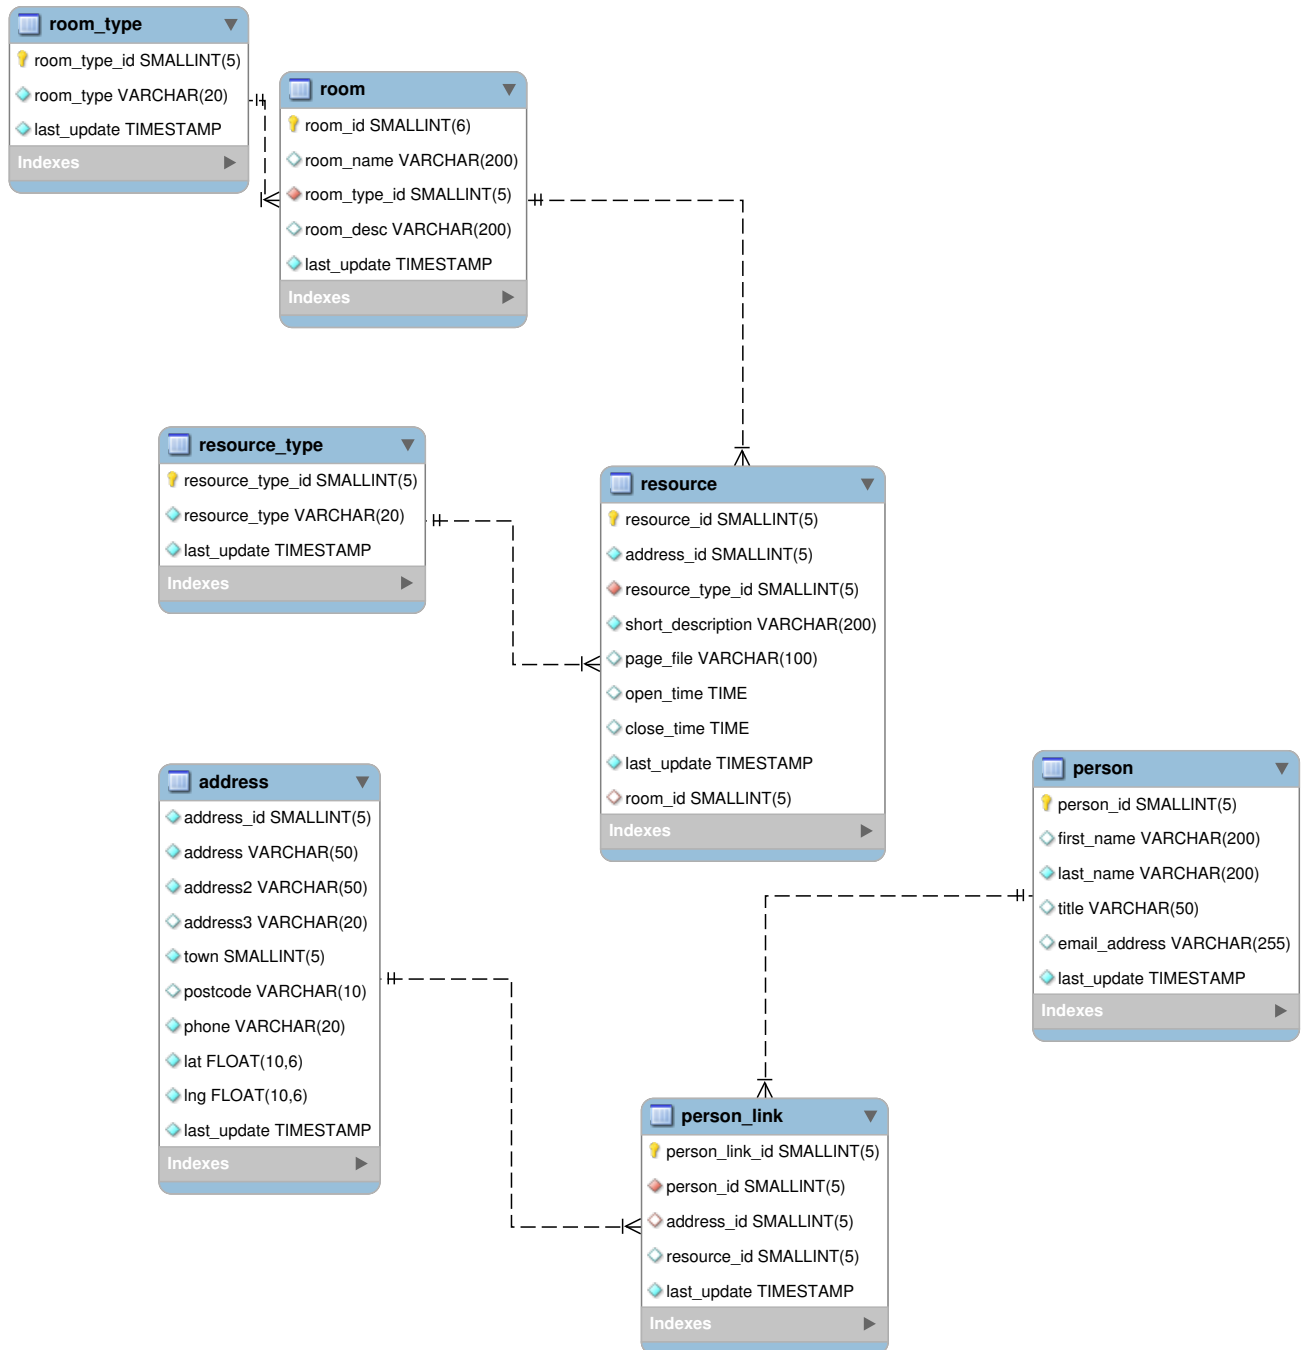 room_type
room_type_id SMALLINT(5)
room_type VARCHAR(20)
last_update TIMESTAMP
Indexes
room
room_id SMALLINT(6)
room_name VARCHAR(200)
room_type_id SMALLINT(5)
room_desc VARCHAR(200)
last_update TIMESTAMP
Indexes
resource_type
resource_type_id SMALLINT(5)
resource_type VARCHAR(20)
last_update TIMESTAMP
Indexes
resource
resource_id SMALLINT(5)
address_id SMALLINT(5)
resource_type_id SMALLINT(5)
short_description VARCHAR(200)
page_file VARCHAR(100)
open_time TIME
close_time TIME
last_update TIMESTAMP
room_id SMALLINT(5)
Indexes
address
address_id SMALLINT(5)
address VARCHAR(50)
address2 VARCHAR(50)
address3 VARCHAR(20)
town SMALLINT(5)
postcode VARCHAR(10)
phone VARCHAR(20)
lat FLOAT(10,6)
lng FLOAT(10,6)
last_update TIMESTAMP
Indexes
person
person_id SMALLINT(5)
first_name VARCHAR(200)
last_name VARCHAR(200)
title VARCHAR(50)
email_address VARCHAR(255)
last_update TIMESTAMP
Indexes
person_link
person_link_id SMALLINT(5)
person_id SMALLINT(5)
address_id SMALLINT(5)
resource_id SMALLINT(5)
last_update TIMESTAMP
Indexes